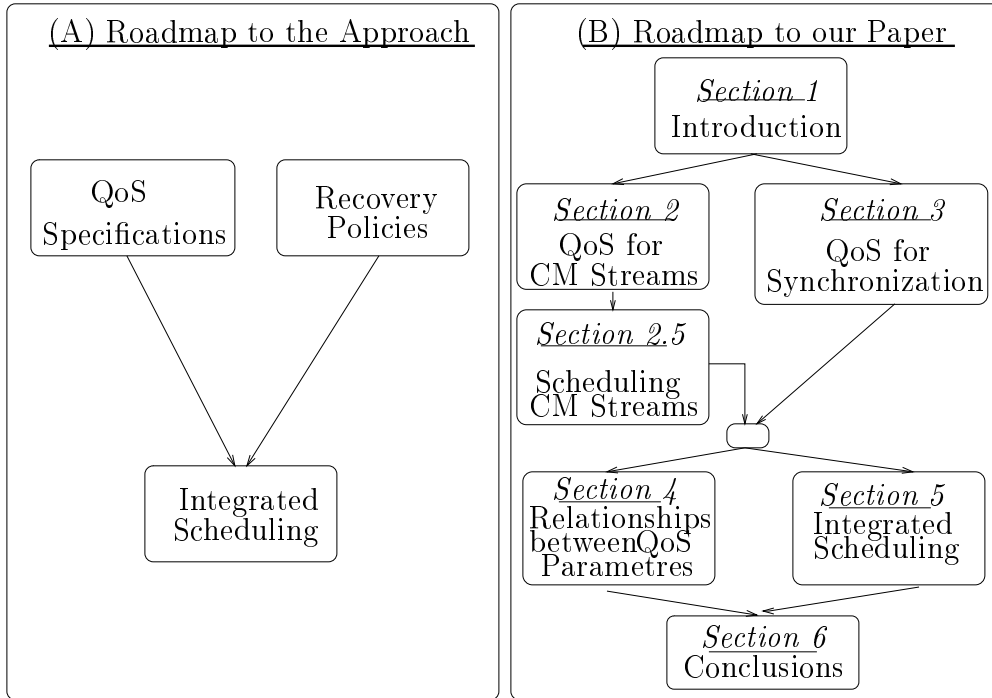 (A) Roadmap to the Approach
QoS
Specifications
Recovery
Policies
Integrated
Scheduling
(B) Roadmap to our Paper
Section 1
Introduction
Section 2
QoS for
CM Streams
Section 3
QoS for
Synchronization
Section 2.5
Scheduling
CM Streams
Section 4
Relationships
between QoS
Parametres
Section 5
Integrated
Scheduling
Section 6
Conclusions